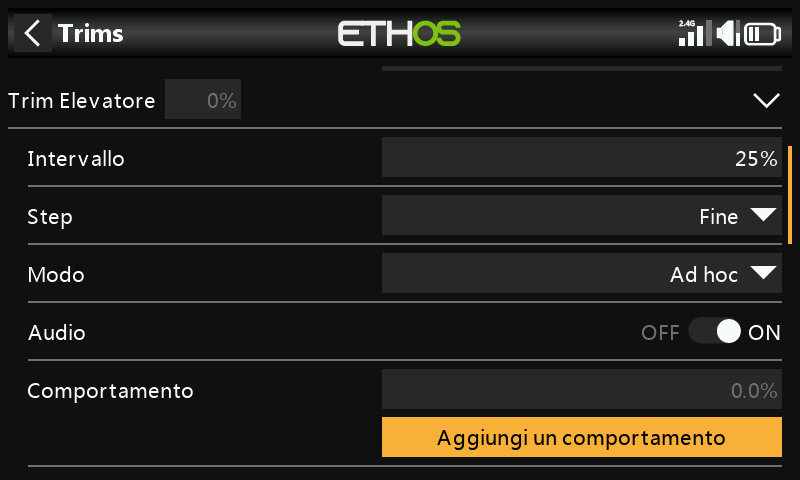 Trims
ETHOS
2.4G
Trim Elevatore 0%
Intervallo 25%
Step Fine
Modo Ad hoc
Audio OFF ON
Comportamento 0.0%
Aggiungi un comportamento